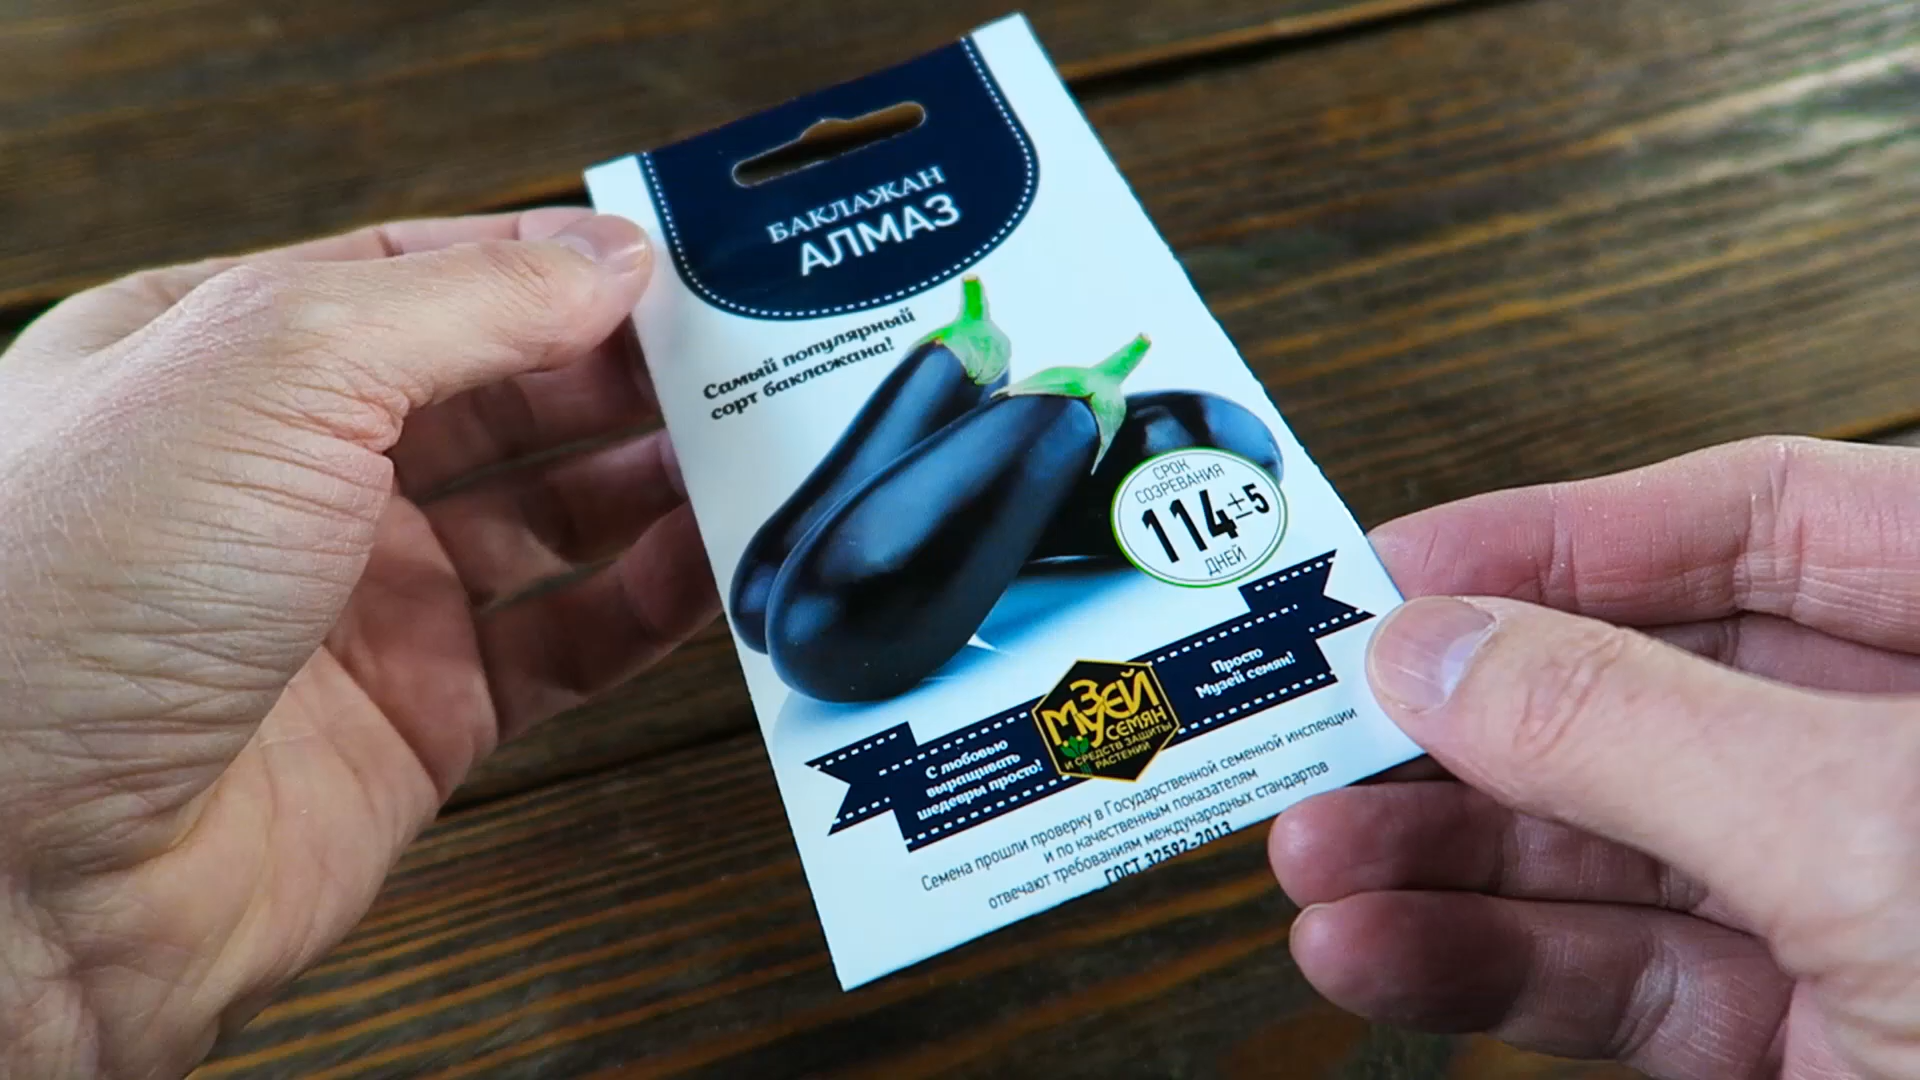 БАКЛАЖАН
АЛМАЗ
Самый популярный
сорт баклажана!
СРОК
СОЗРЕВАНИЯ
114±5
ДНЕЙ
Просто
Музей семян!
МУЗЕЙ
СЕМЯН
И СРЕДСТВ ЗАЩИТЫ
РАСТЕНИЙ
С любовью
выращивать
шедевры просто!
Семена прошли проверку в Государственной семенной инспекции
и по качественным показателям
отвечают требованиям международных стандартов
ГОСТ 32592-2013